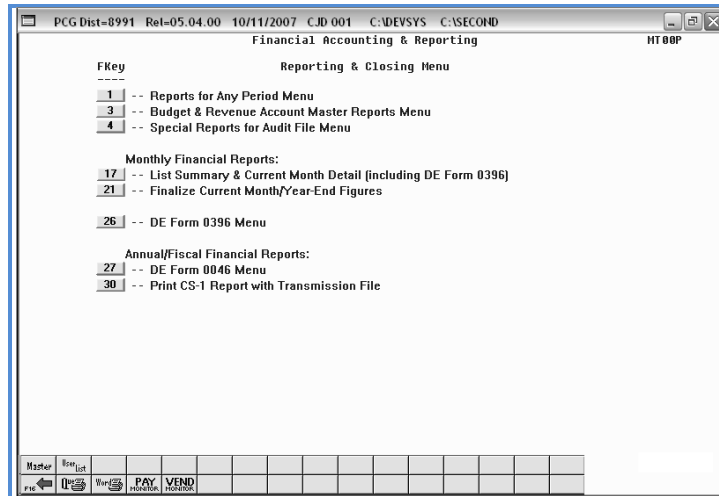 PCG Dist=8991 Rel=05.04.00 10/11/2007 CJD 001 C:\DEVSYS C:\SECOND
Financial Accounting & Reporting MT00P
FKey Reporting & Closing Menu
----
1 -- Reports for Any Period Menu
3 -- Budget & Revenue Account Master Reports Menu
4 -- Special Reports for Audit File Menu
Monthly Financial Reports:
17 -- List Summary & Current Month Detail (including DE Form 0396)
21 -- Finalize Current Month/Year-End Figures
26 -- DE Form 0396 Menu
Annual/Fiscal Financial Reports:
27 -- DE Form 0046 Menu
30 -- Print CS-1 Report with Transmission File
Master User List
F16 Que Word PAY MONITOR VEND MONITOR